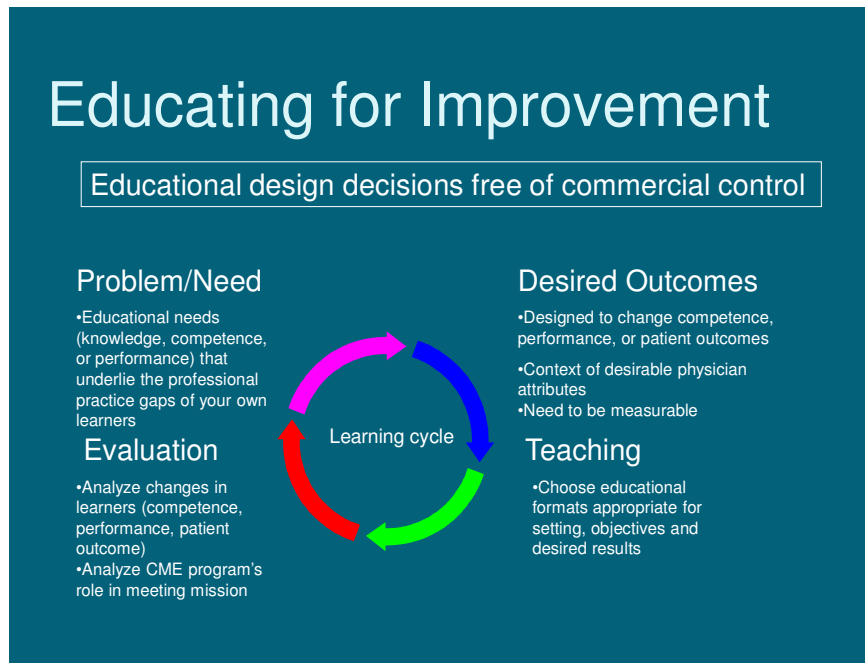 Educating for Improvement
Educational design decisions free of commercial control
Problem/Need
•Educational needs
(knowledge, competence,
or performance) that
underlie the professional
practice gaps of your own
learners
Desired Outcomes
•Designed to change competence,
performance, or patient outcomes
•Context of desirable physician
attributes
•Need to be measurable
Learning cycle
Evaluation
•Analyze changes in
learners (competence,
performance, patient
outcome)
•Analyze CME program's
role in meeting mission
Teaching
•Choose educational
formats appropriate for
setting, objectives and
desired results